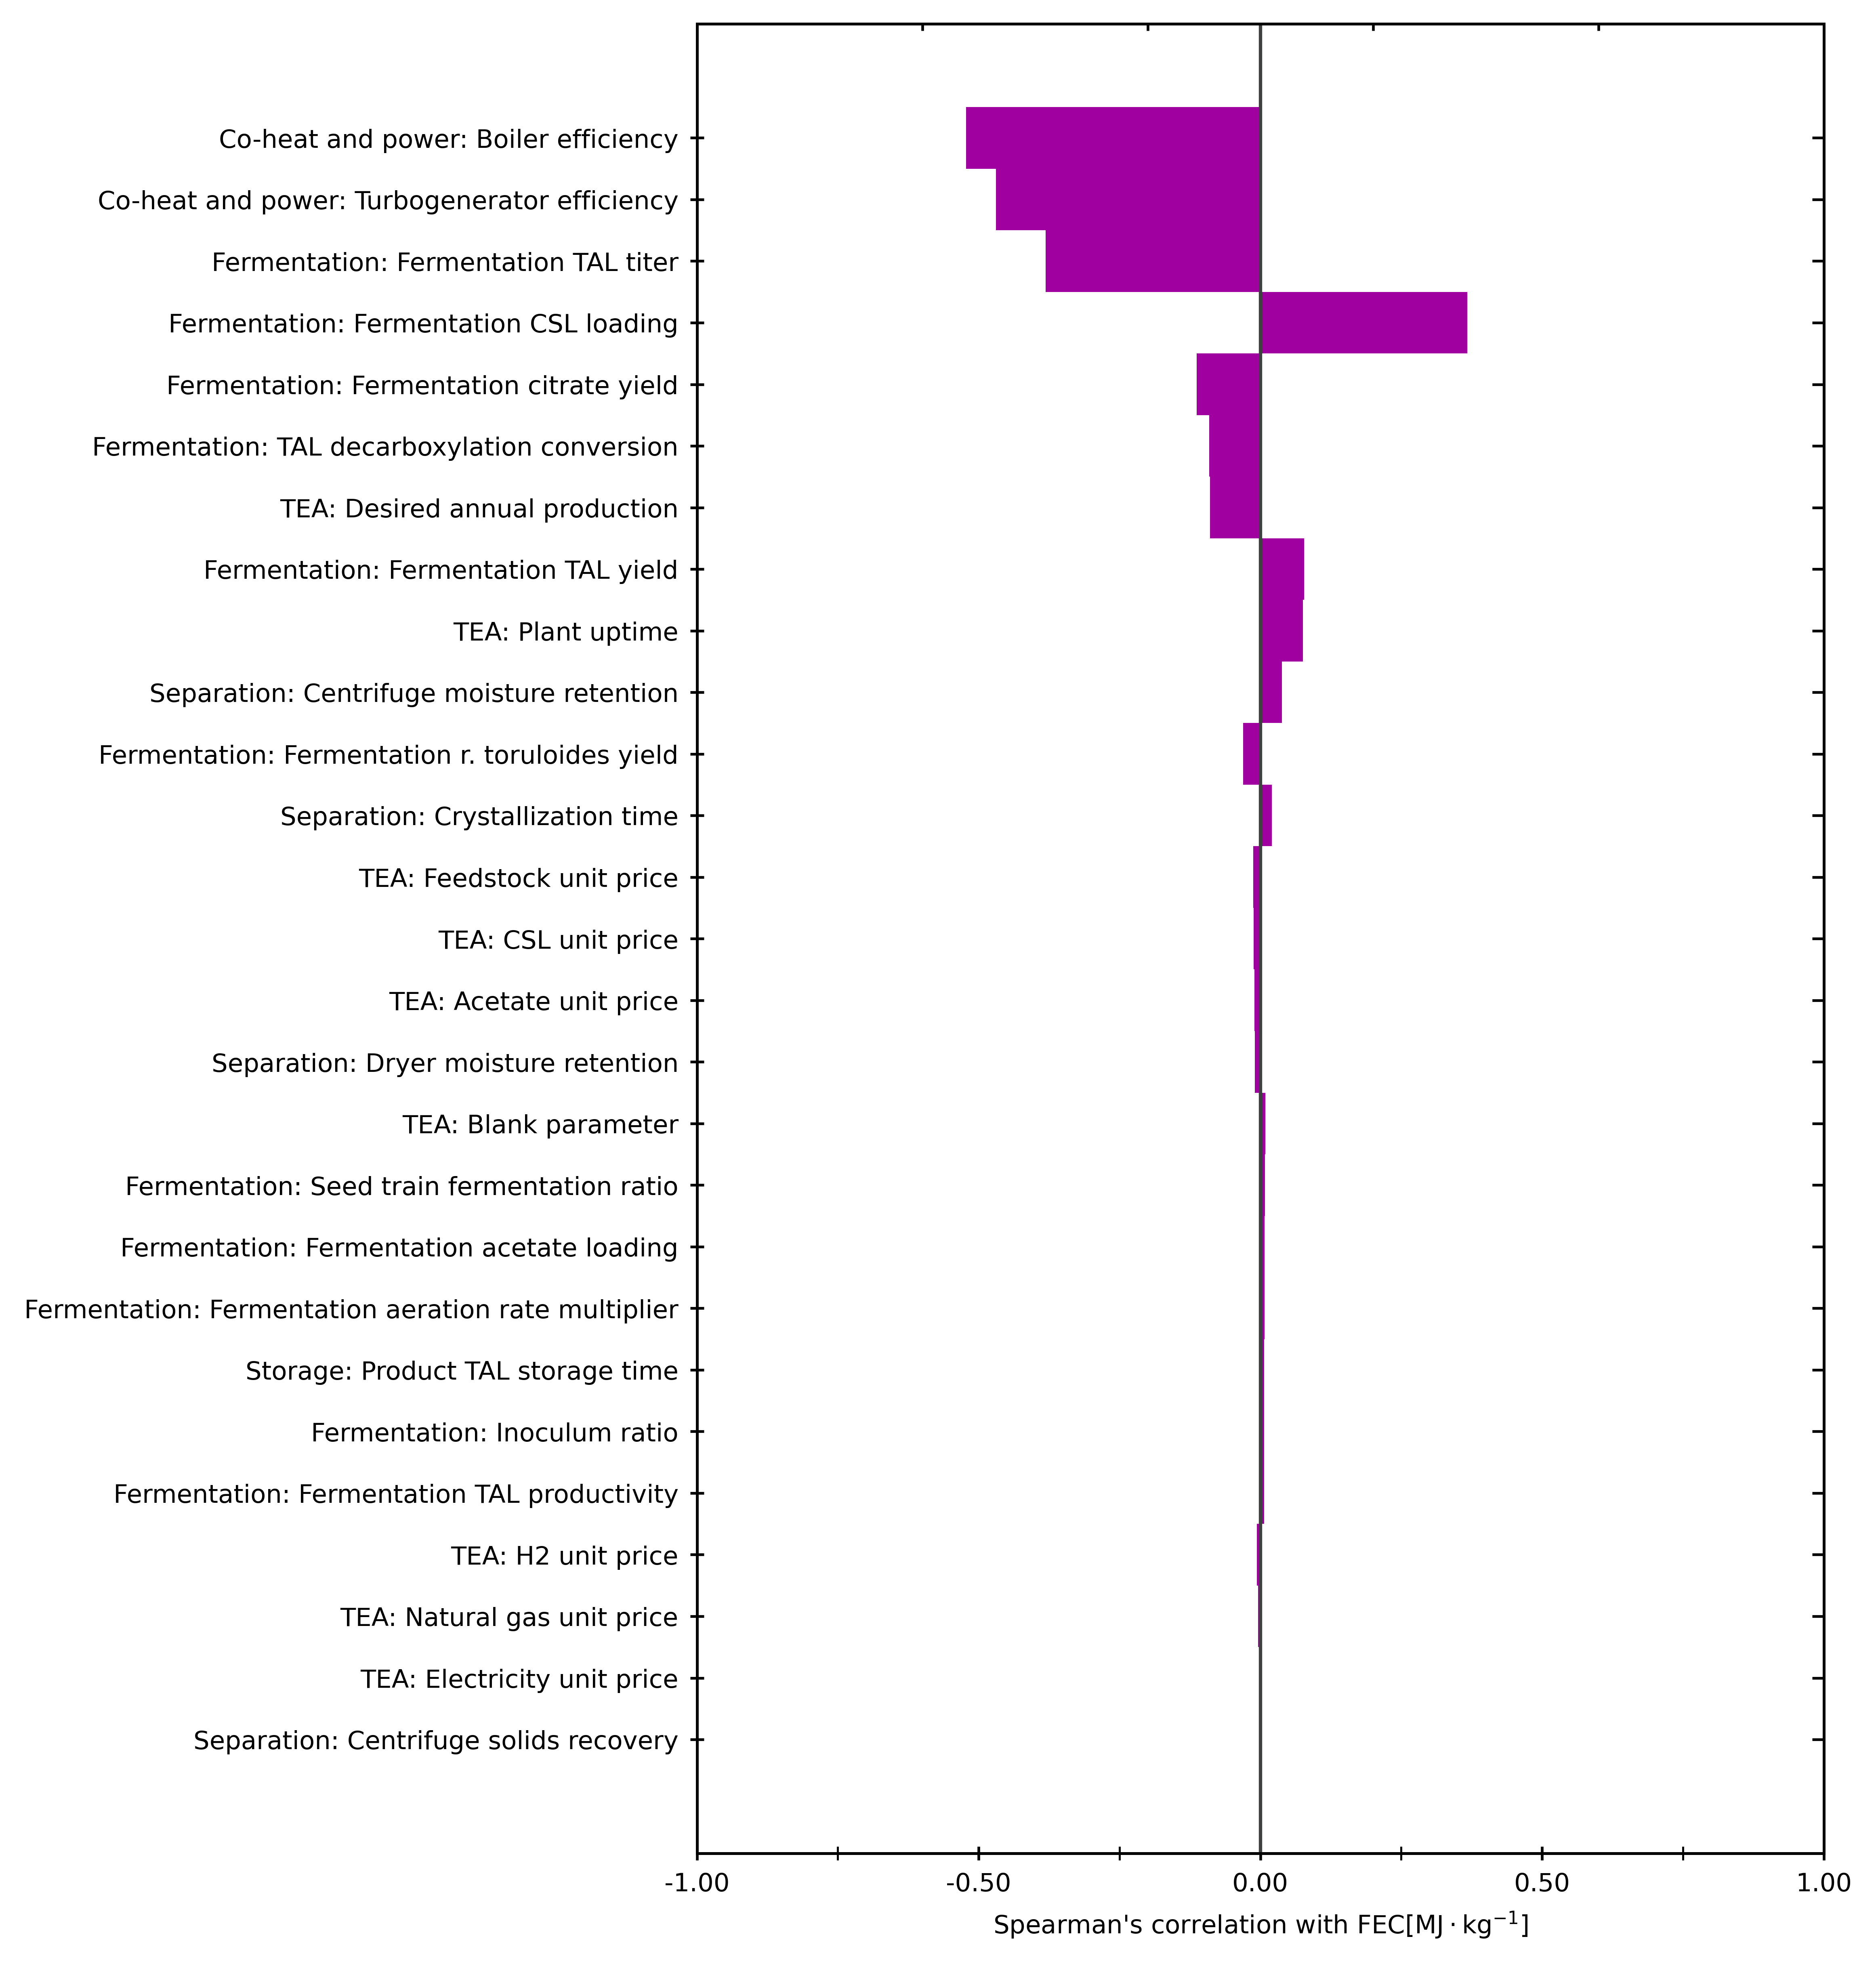 Co-heat and power: Boiler efficiency
Co-heat and power: Turbogenerator efficiency
Fermentation: Fermentation TAL titer
Fermentation: Fermentation CSL loading
Fermentation: Fermentation citrate yield
Fermentation: TAL decarboxylation conversion
TEA: Desired annual production
Fermentation: Fermentation TAL yield
TEA: Plant uptime
Separation: Centrifuge moisture retention
Fermentation: Fermentation r. toruloides yield
Separation: Crystallization time
TEA: Feedstock unit price
TEA: CSL unit price
TEA: Acetate unit price
Separation: Dryer moisture retention
TEA: Blank parameter
Fermentation: Seed train fermentation ratio
Fermentation: Fermentation acetate loading
Fermentation: Fermentation aeration rate multiplier
Storage: Product TAL storage time
Fermentation: Inoculum ratio
Fermentation: Fermentation TAL productivity
TEA: H2 unit price
TEA: Natural gas unit price
TEA: Electricity unit price
Separation: Centrifuge solids recovery
-1.00 -0.50 0.00 0.50 1.00
Spearman's correlation with FEC[MJ·kg⁻¹]